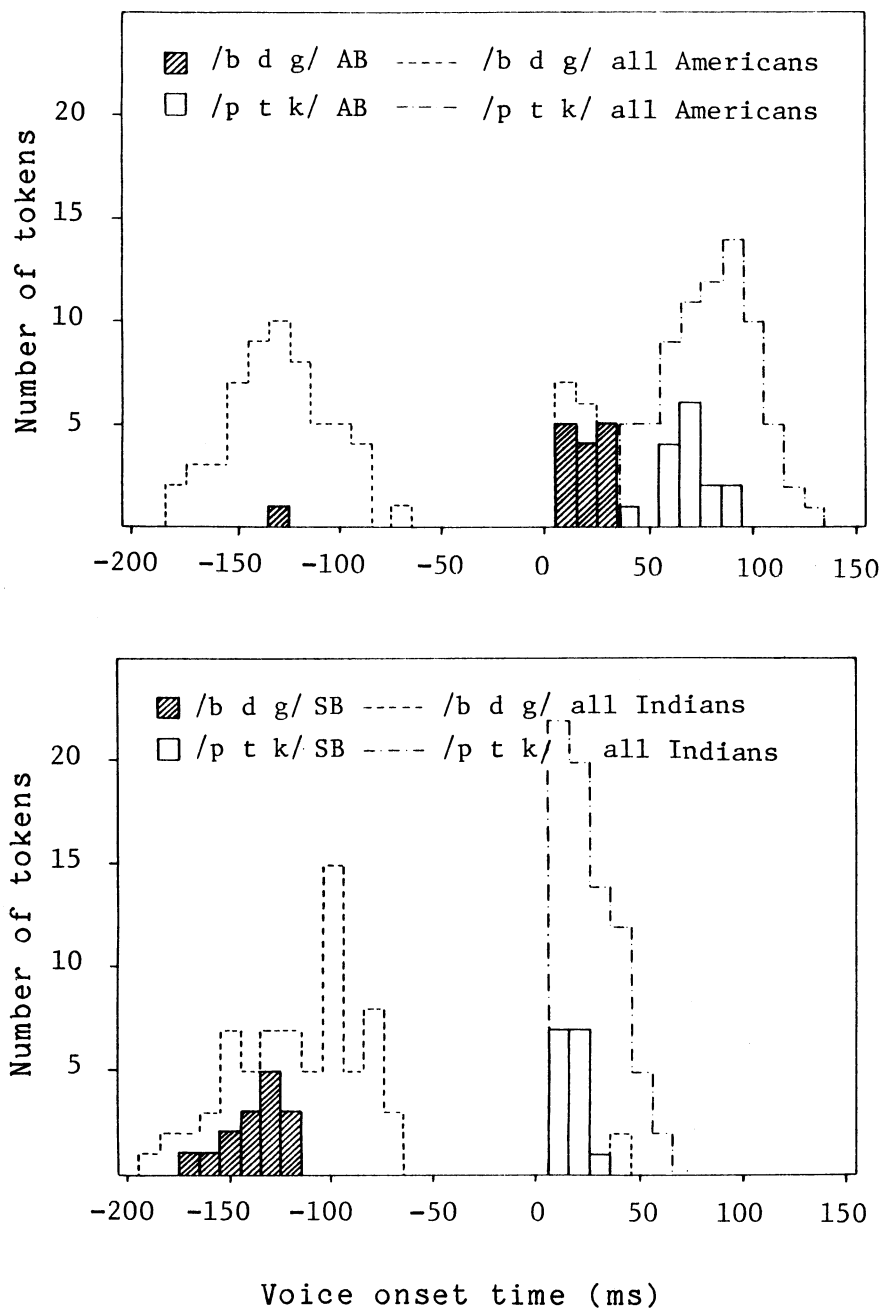 /b d g/ AB ----- /b d g/ all Americans
/p t k/ AB — - — - /p t k/ all Americans
Number of tokens
20
15
10
5
-200 -150 -100 -50 0 50 100 150
/b d g/ SB ----- /b d g/ all Indians
/p t k/ SB — - — - /p t k/ all Indians
Number of tokens
20
15
10
5
-200 -150 -100 -50 0 50 100 150
Voice onset time (ms)